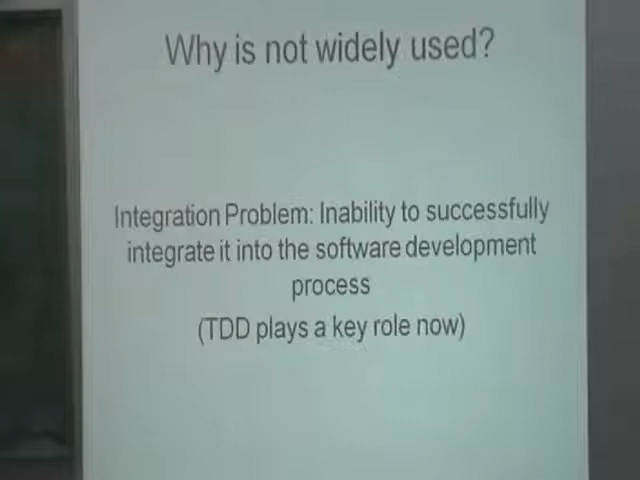 Why is not widely used?
Integration Problem: Inability to successfully
integrate it into the software development
process
(TDD plays a key role now)